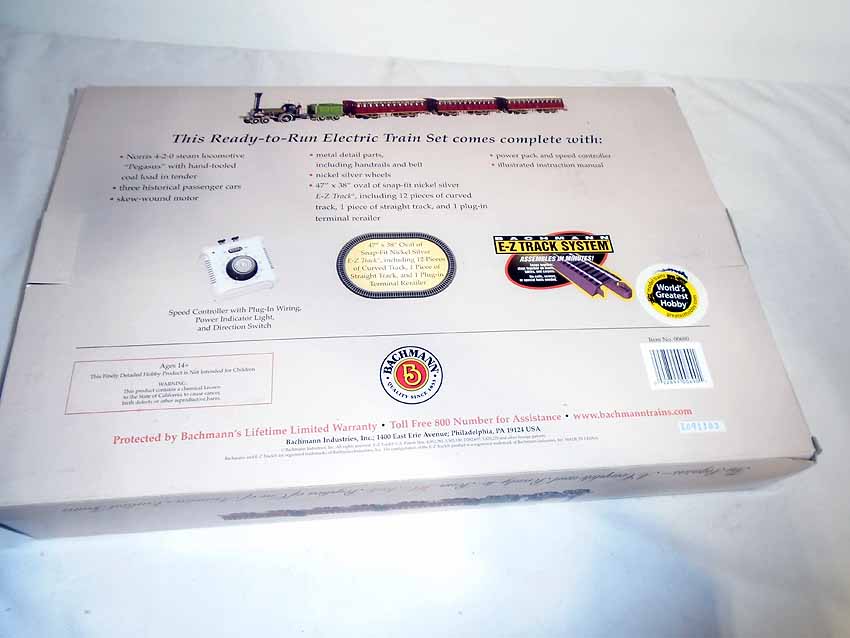 This Ready-to-Run Electric Train Set comes complete with:
• Norris 4-2-0 steam locomotive
"Pegasus" with hand-tooled
coal load in tender
• three historical passenger cars
• skew-wound motor
• metal detail parts,
including handrails and bell
• nickel silver wheels
• 47" x 38" oval of snap-fit nickel silver
E-Z Track®, including 12 pieces of curved
track, 1 piece of straight track, and 1 plug-in
terminal rerailer
• power pack and speed controller
• illustrated instruction manual
Speed Controller with Plug-In Wiring,
Power Indicator Light,
and Direction Switch
47" x 38" Oval of
Snap-Fit Nickel Silver
E-Z Track®, including 12 Pieces
of Curved Track, 1 Piece of
Straight Track, and 1 Plug-in
Terminal Rerailer
BACHMANN
E-Z TRACK SYSTEM
ASSEMBLES IN MINUTES!
World's
Greatest
Hobby
Item No. 00660
Ages 14+
This Finely Detailed Hobby Product is Not Intended for Children
WARNING:
This product contains a chemical known
to the State of California to cause cancer,
birth defects or other reproductive harm.
BACHMANN
QUALITY SINCE 1833
Protected by Bachmann's Lifetime Limited Warranty • Toll Free 800 Number for Assistance • www.bachmanntrains.com
Bachmann Industries, Inc.; 1400 East Erie Avenue; Philadelphia, PA 19124 USA
L091103